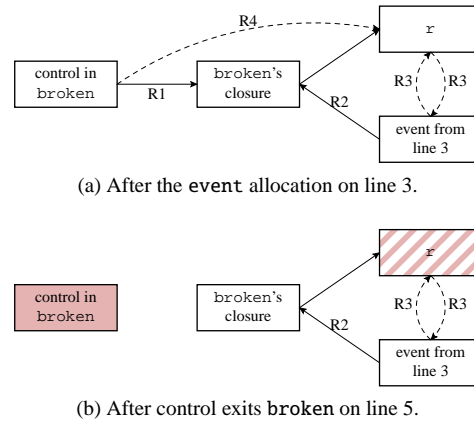 R4
r
control in
broken
R1
broken's
closure
R3 R3
R2
event from
line 3
(a) After the event allocation on line 3.
r
control in
broken
broken's
closure
R3 R3
R2
event from
line 3
(b) After control exits broken on line 5.